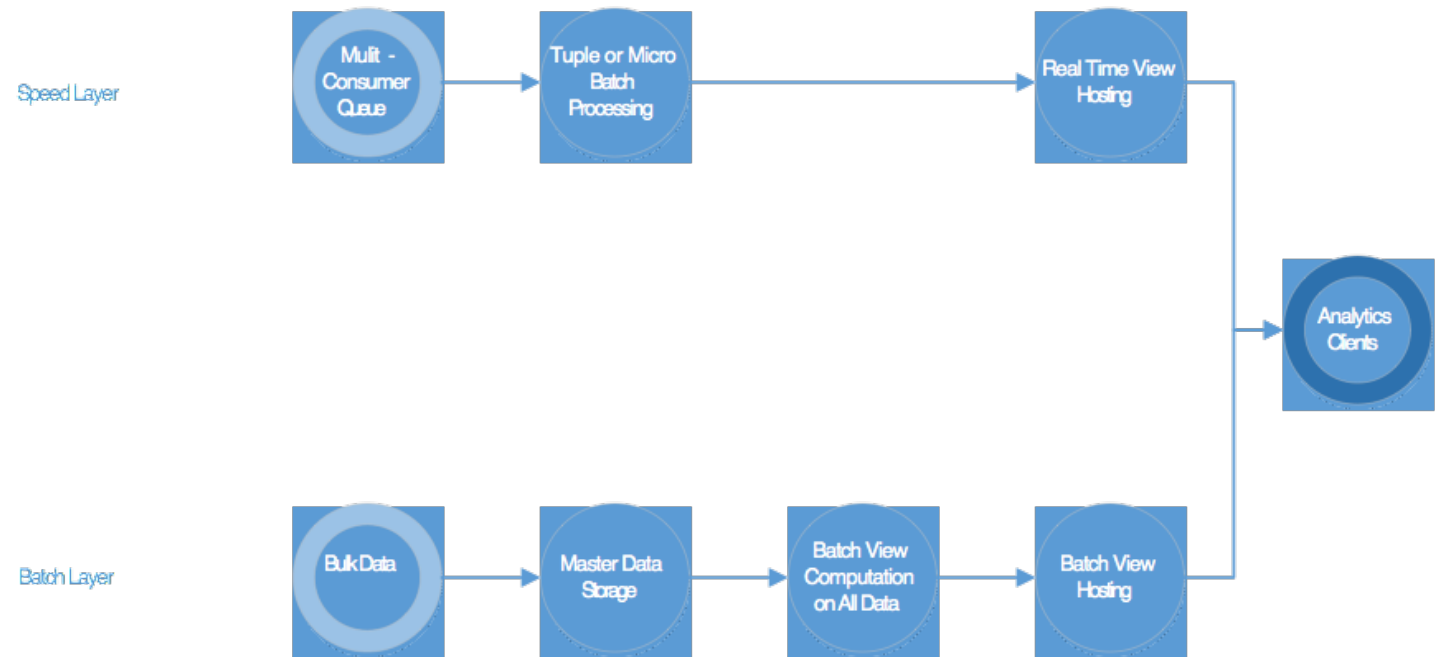 Speed Layer
Mulit -
Consumer
Queue
Tuple or Micro
Batch
Processing
Real Time View
Hosting
Analytics
Clients
Batch Layer
Bulk Data
Master Data
Storage
Batch View
Computation
on All Data
Batch View
Hosting